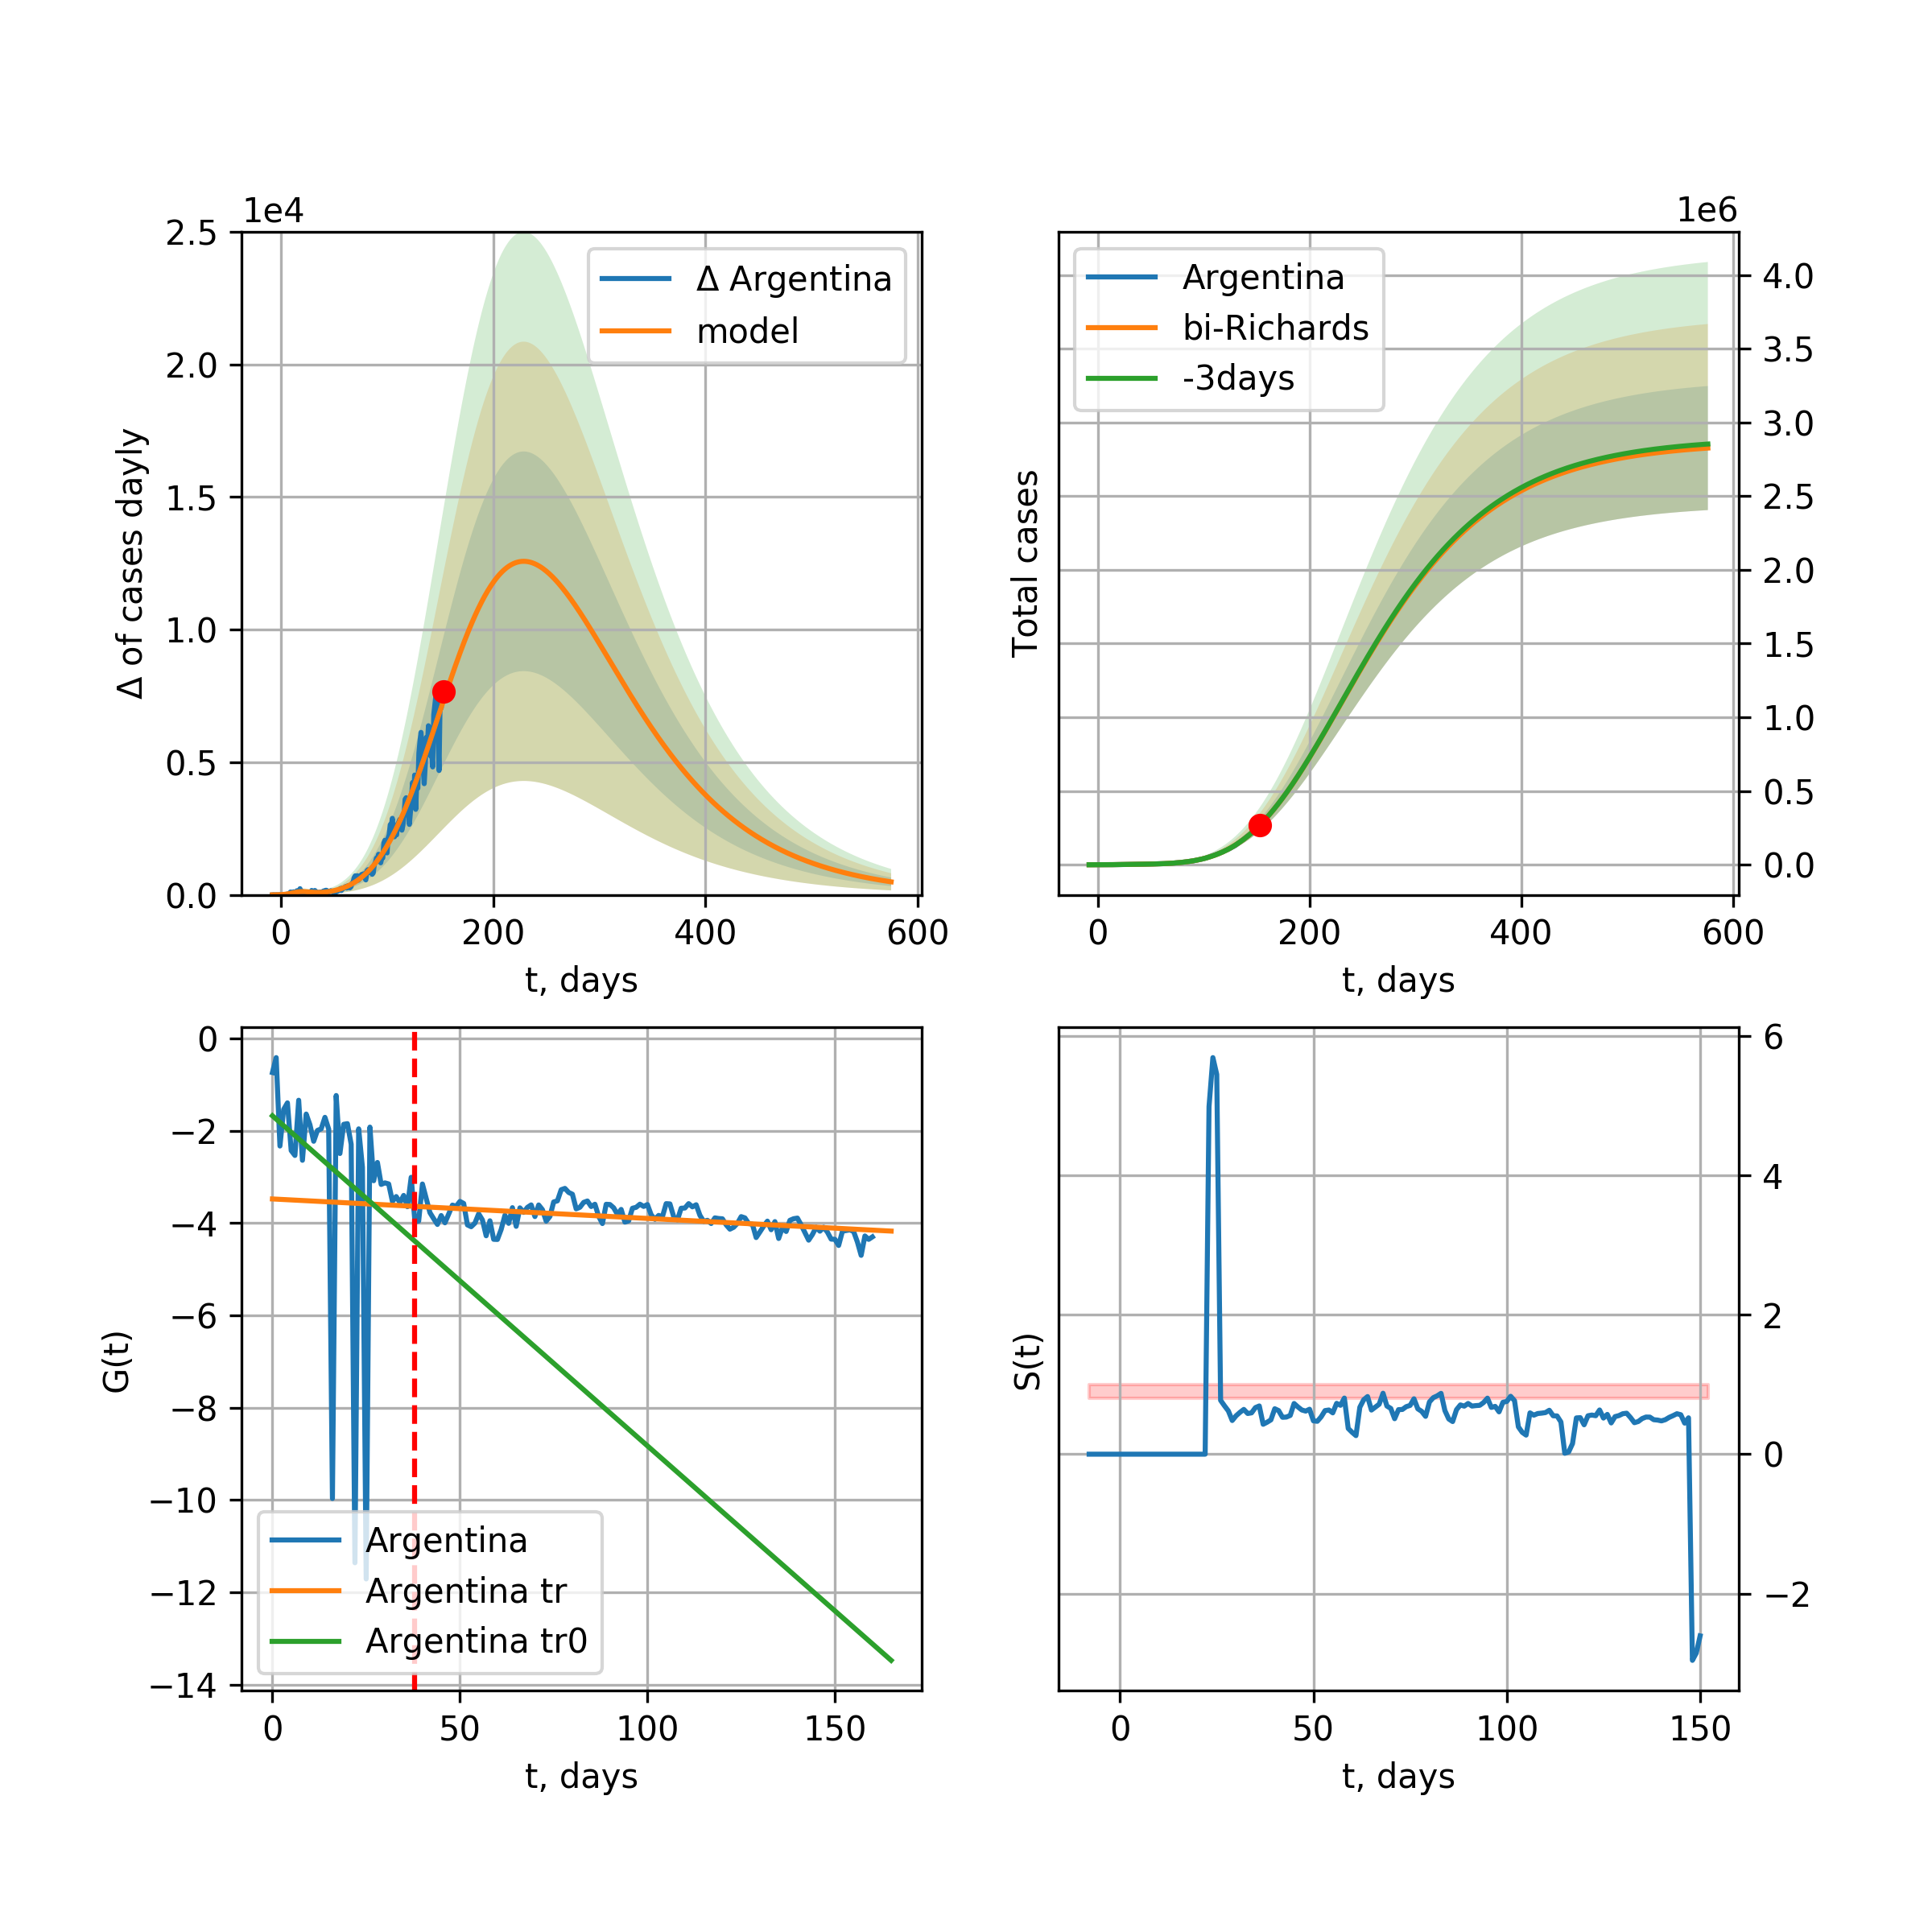 1e4
2.5
2.0
1.5
1.0
0.5
0.0
Δ of cases dayly
Δ Argentina
model
0 200 400 600
t, days
1e6
Argentina
bi-Richards
-3days
Total cases
4.0
3.5
3.0
2.5
2.0
1.5
1.0
0.5
0.0
0 200 400 600
t, days
0
−2
−4
−6
−8
−10
−12
−14
G(t)
Argentina
Argentina tr
Argentina tr0
0 50 100 150
t, days
S(t)
6
4
2
0
−2
0 50 100 150
t, days